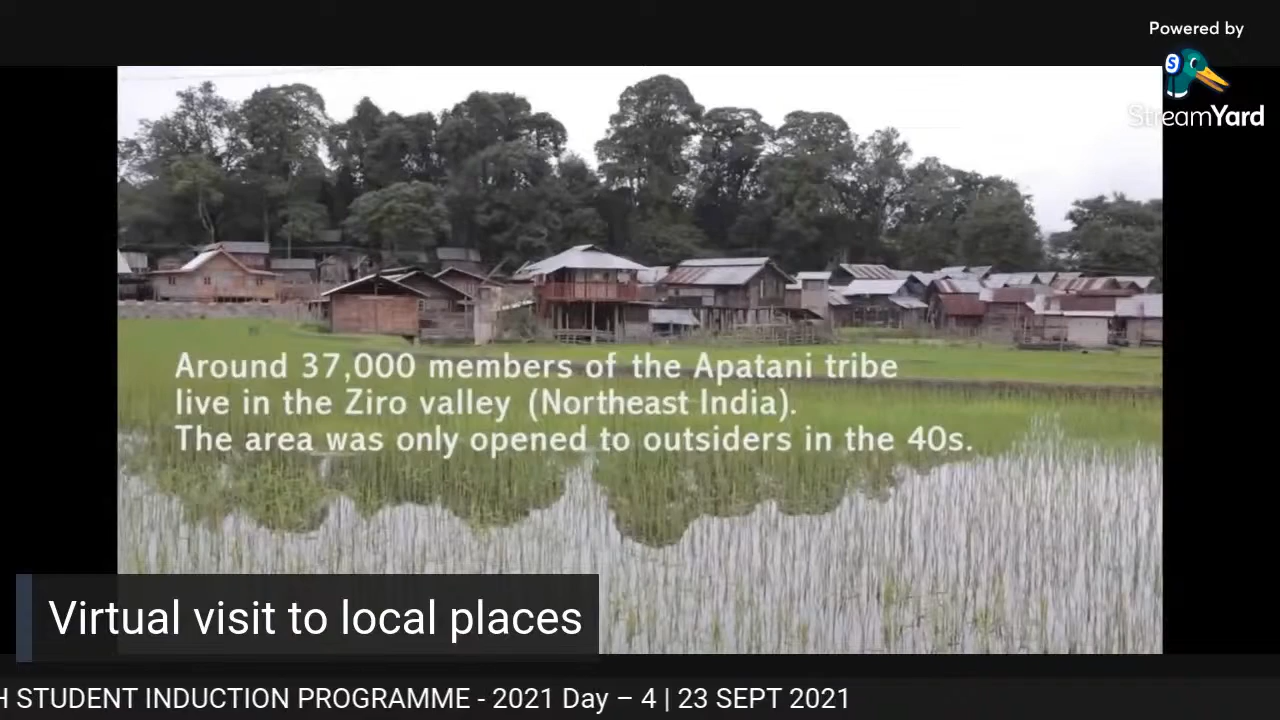 Powered by
S
StreamYard
Around 37,000 members of the Apatani tribe
live in the Ziro valley (Northeast India).
The area was only opened to outsiders in the 40s.
Virtual visit to local places
H STUDENT INDUCTION PROGRAMME - 2021 Day – 4 | 23 SEPT 2021